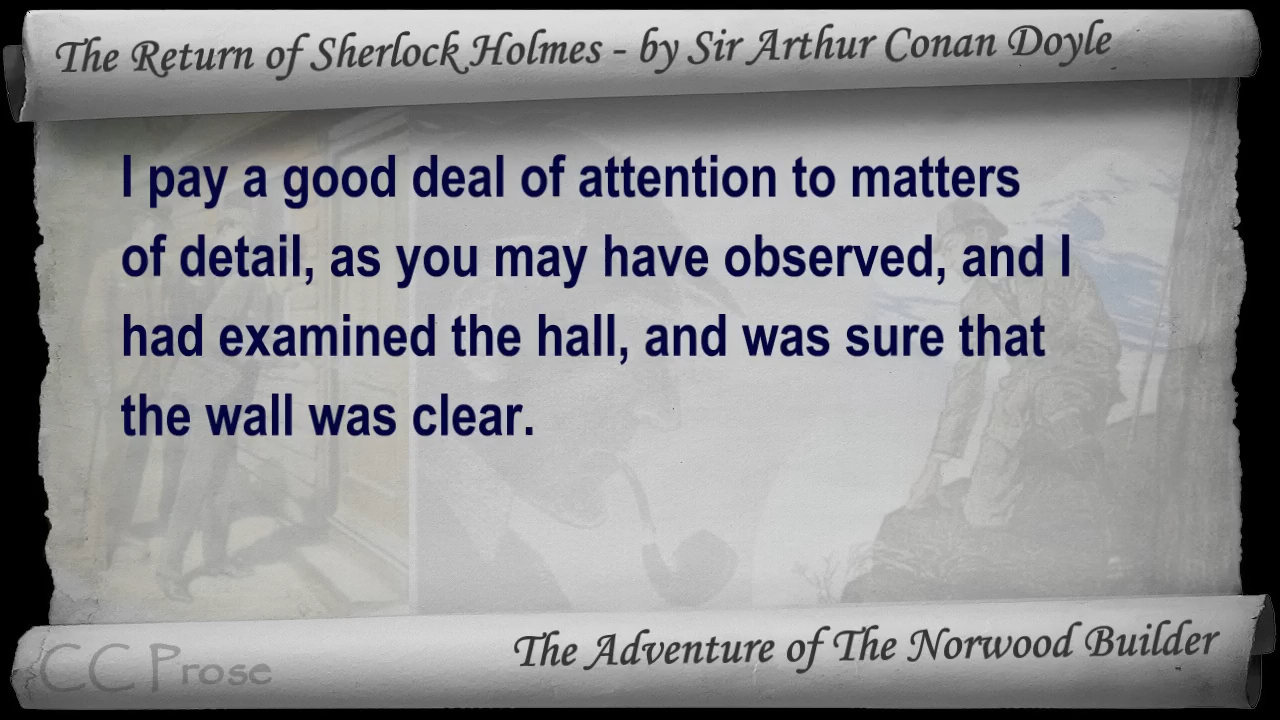 The Return of Sherlock Holmes - by Sir Arthur Conan Doyle
I pay a good deal of attention to matters
of detail, as you may have observed, and I
had examined the hall, and was sure that
the wall was clear.
The Adventure of The Norwood Builder
CC Prose